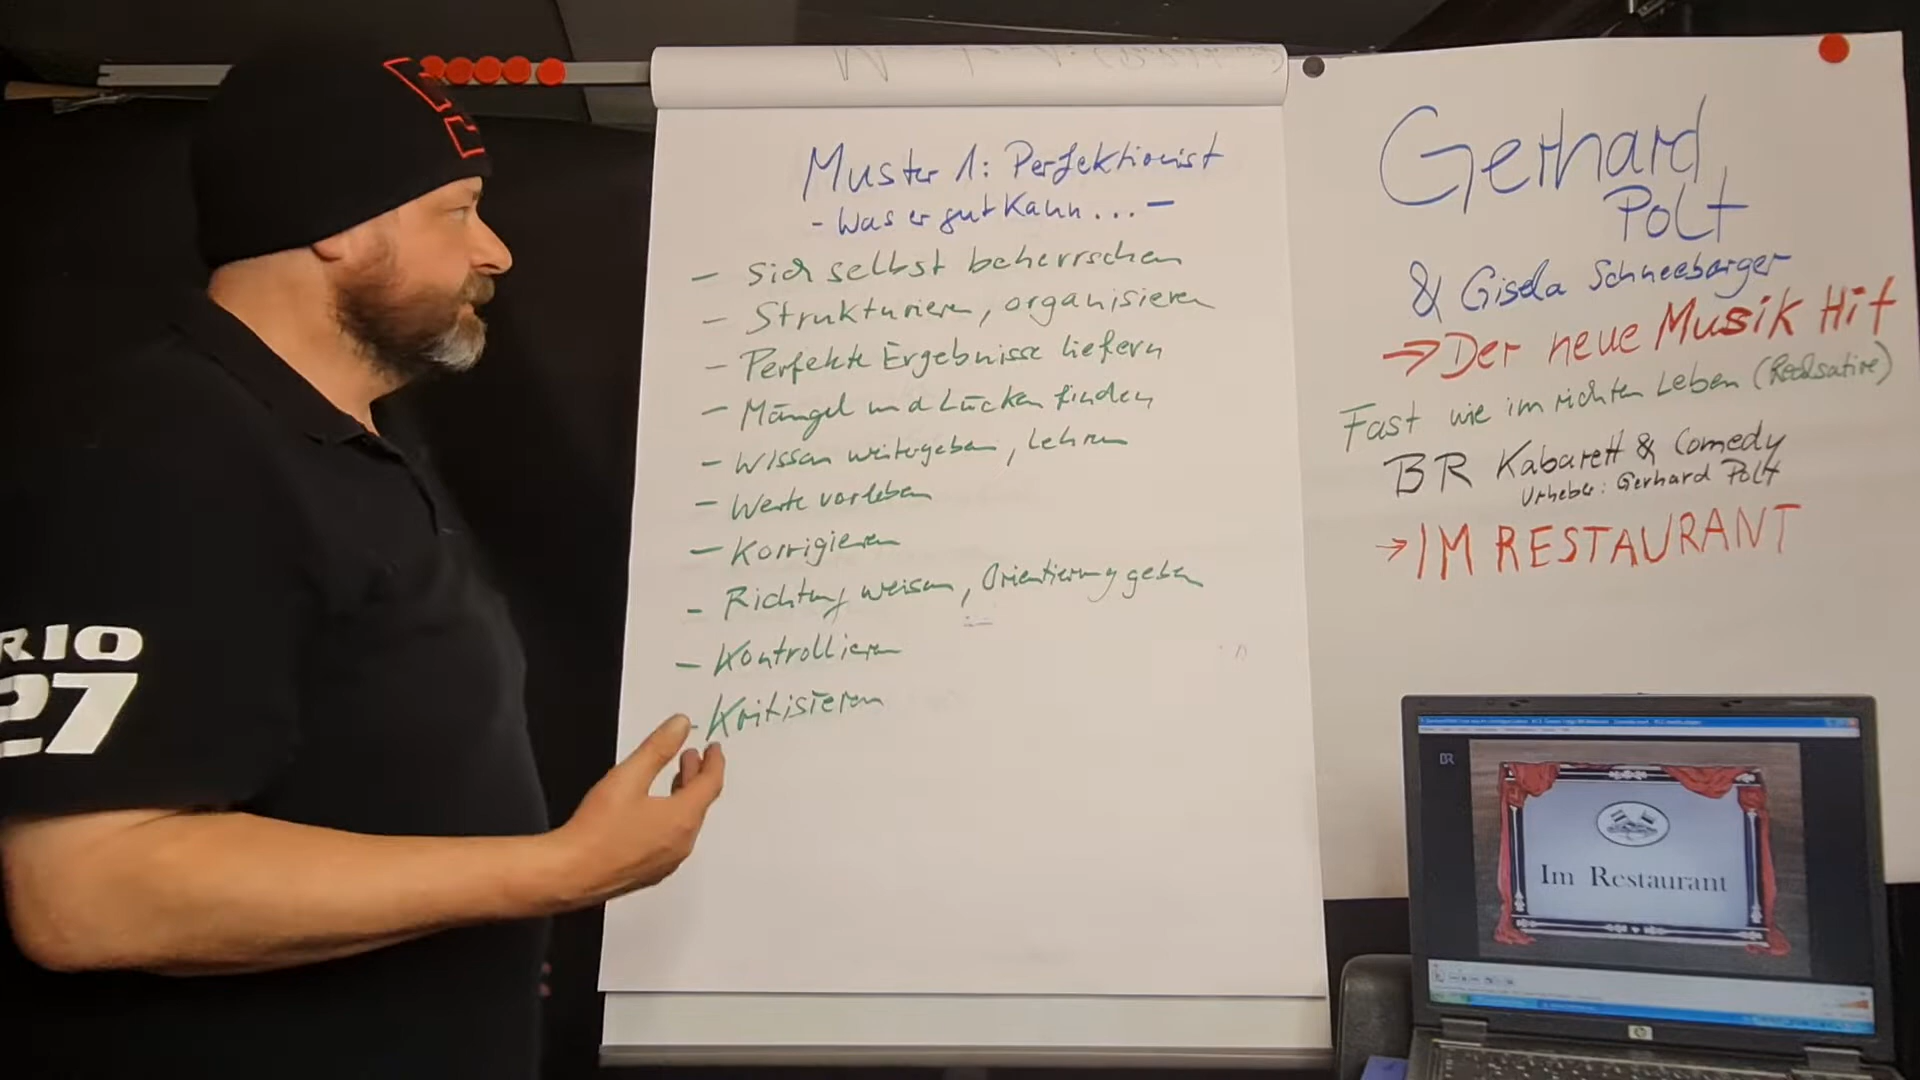 Muster 1: Perfektionist
- Was er gut kann... -
- Sich selbst beherrschen
- Strukturieren, organisieren
- Perfekte Ergebnisse liefern
- Mängel und Lücken finden
- Wissen weitergeben, lehren
- Werte vorleben
- Korrigieren
- Richtung weisen, Orientierung geben
- Kontrollieren
- Kritisieren
Gerhard
Polt
& Gisela Schneeberger
→ Der neue Musik Hit
Fast wie im richten Leben (Realsatire)
BR Kabarett & Comedy
Urheber: Gerhard Polt
→ IM RESTAURANT
RIO
27
BR
Im Restaurant
hp